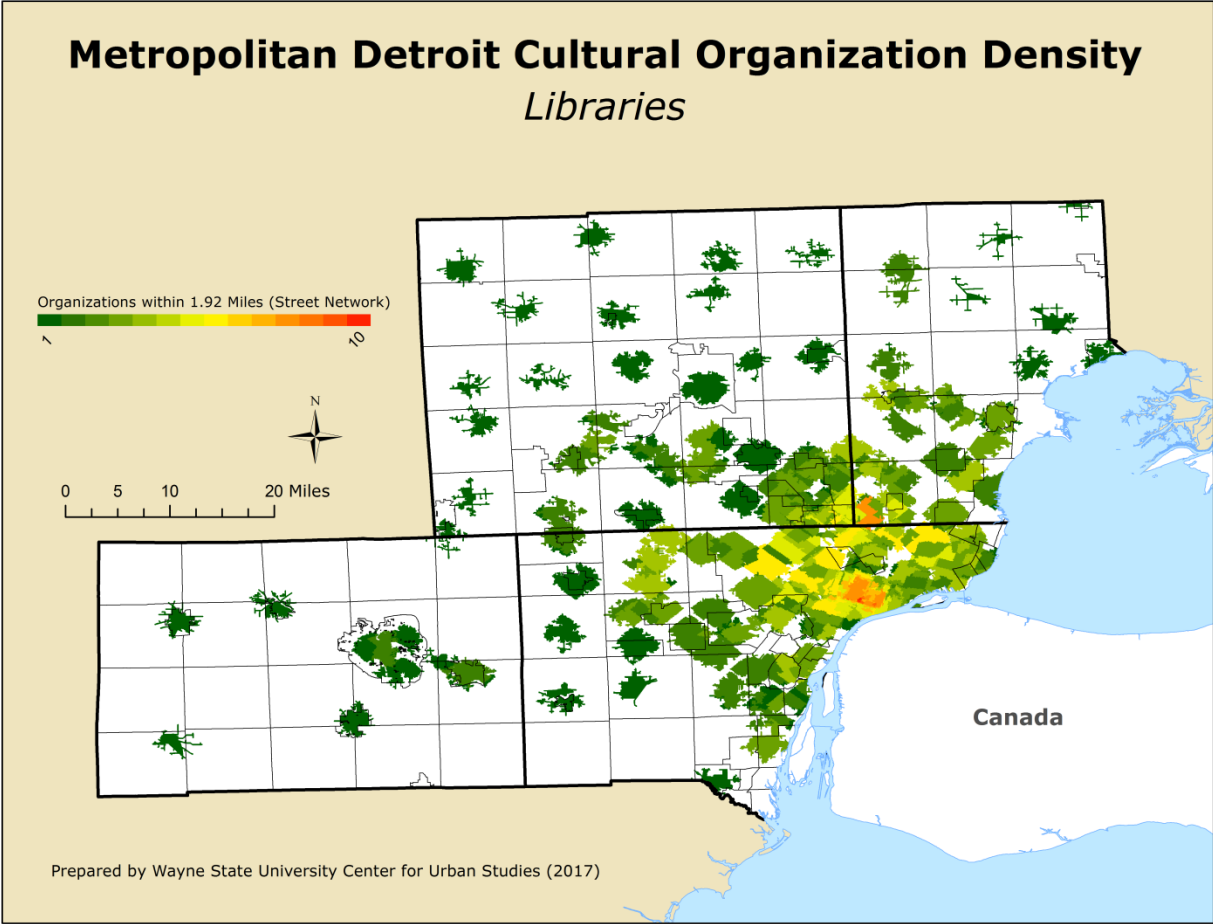 Metropolitan Detroit Cultural Organization Density
Libraries
Organizations within 1.92 Miles (Street Network)
1
10
N
0 5 10 20 Miles
Canada
Prepared by Wayne State University Center for Urban Studies (2017)